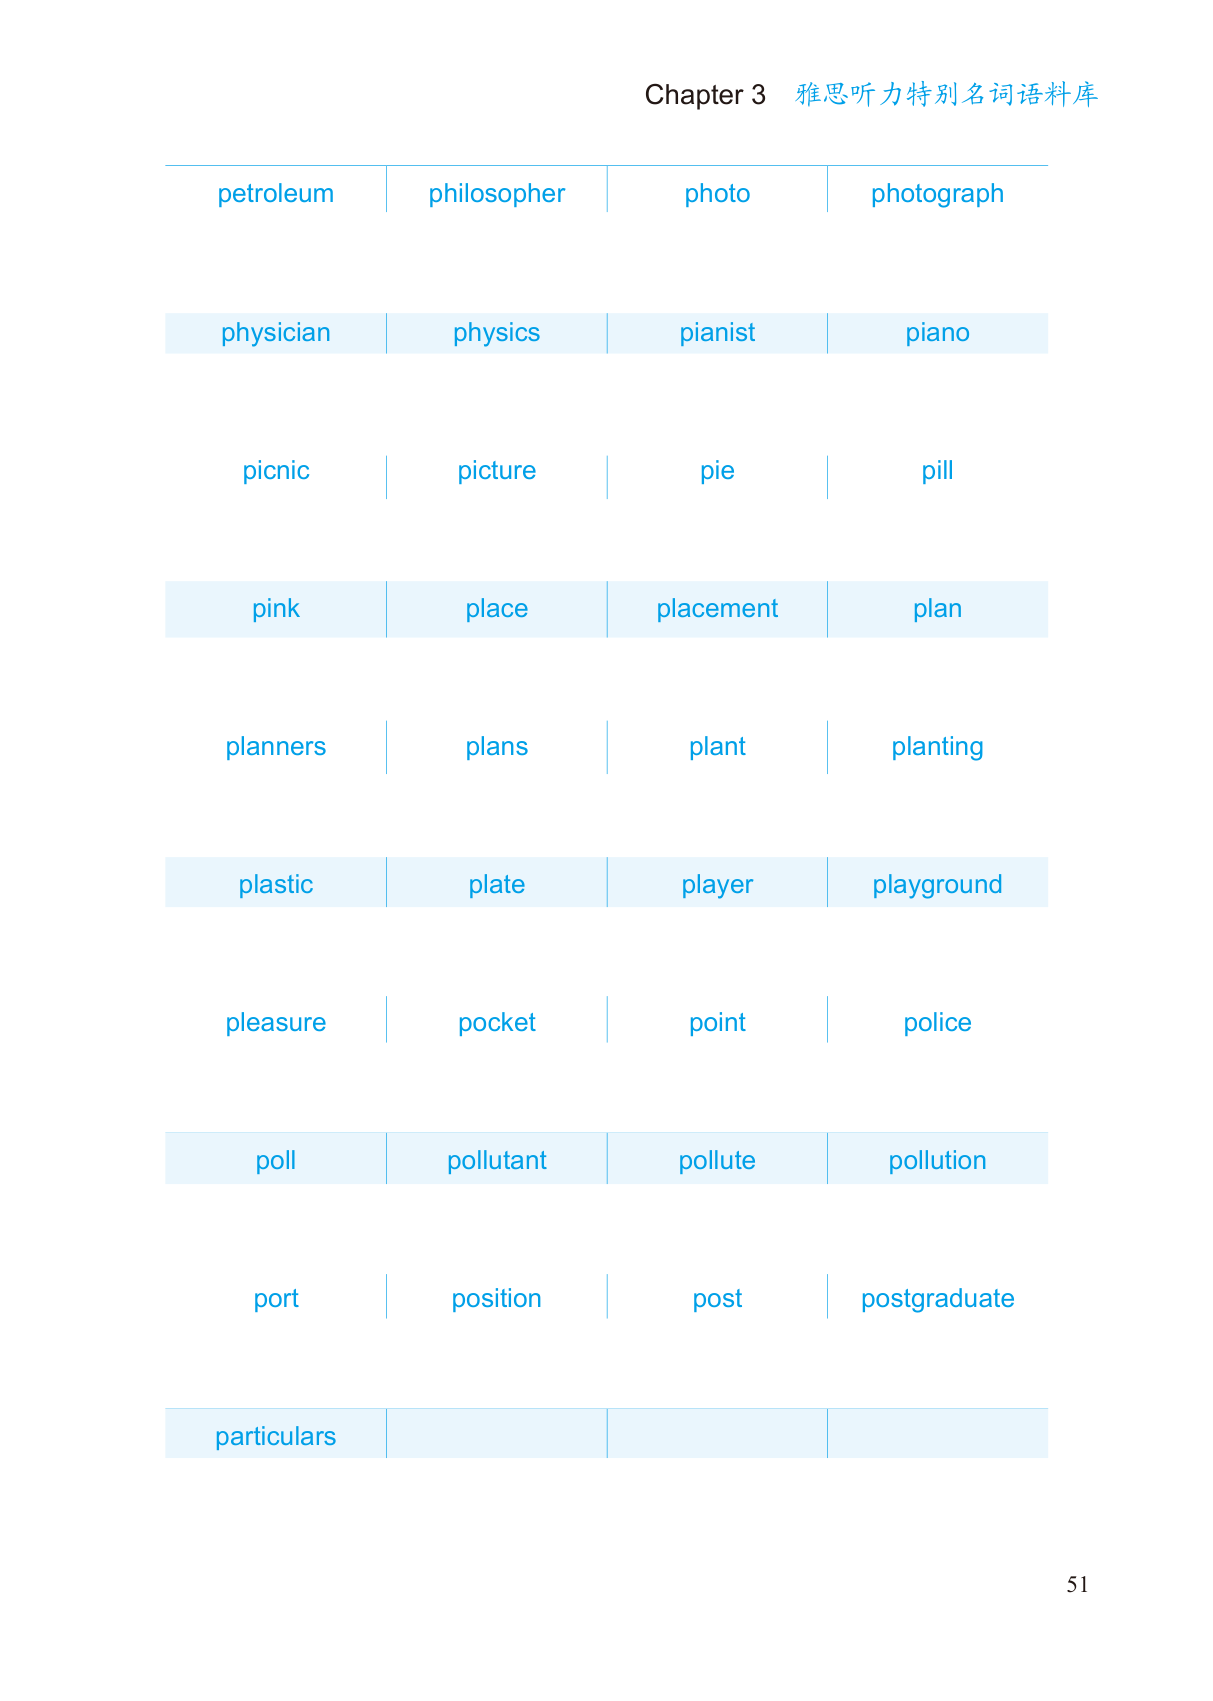 Chapter 3 雅思听力特别名词语料库
petroleum philosopher photo photograph
physician physics pianist piano
picnic picture pie pill
pink place placement plan
planners plans plant planting
plastic plate player playground
pleasure pocket point police
poll pollutant pollute pollution
port position post postgraduate
particulars
51